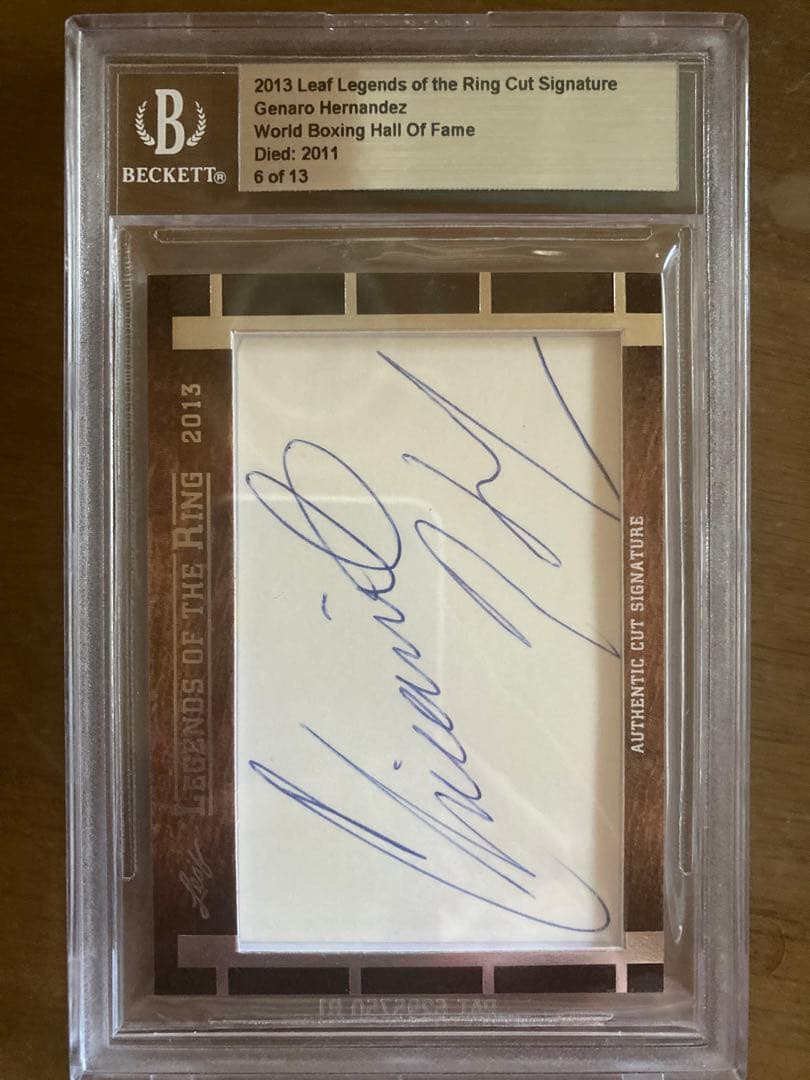 2013 Leaf Legends of the Ring Cut Signature
Genaro Hernandez
World Boxing Hall Of Fame
Died: 2011
6 of 13
B
BECKETT®
Leaf LEGENDS OF THE RING 2013
AUTHENTIC CUT SIGNATURE